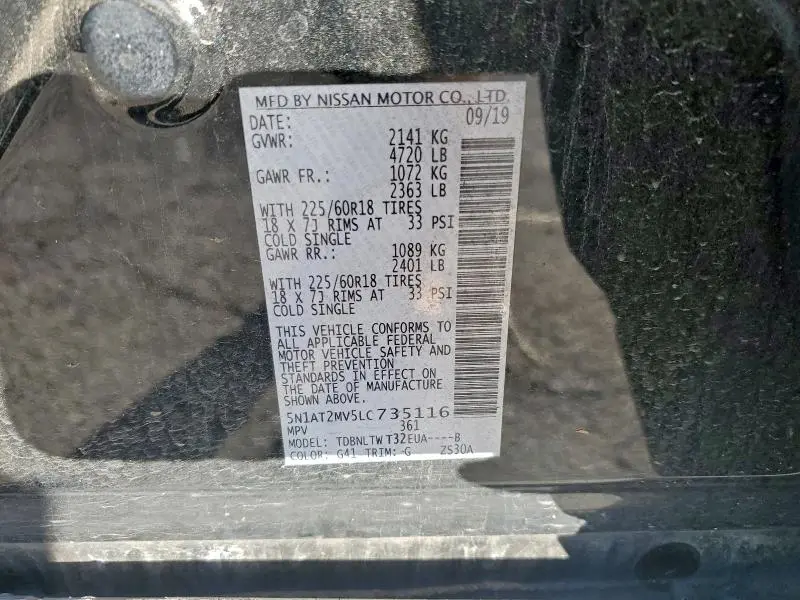 MFD BY NISSAN MOTOR CO., LTD.
DATE: 09/19
GVWR: 2141 KG
4720 LB
GAWR FR.: 1072 KG
2363 LB
WITH 225/60R18 TIRES
18 X 7J RIMS AT 33 PSI
COLD SINGLE
GAWR RR.: 1089 KG
2401 LB
WITH 225/60R18 TIRES
18 X 7J RIMS AT 33 PSI
COLD SINGLE
THIS VEHICLE CONFORMS TO
ALL APPLICABLE FEDERAL
MOTOR VEHICLE SAFETY AND
THEFT PREVENTION
STANDARDS IN EFFECT ON
THE DATE OF MANUFACTURE
SHOWN ABOVE.
5N1AT2MV5LC735116
MPV 361
MODEL: TDBNLTW T32EUA----B
COLOR: G41 TRIM: -G ZS30A